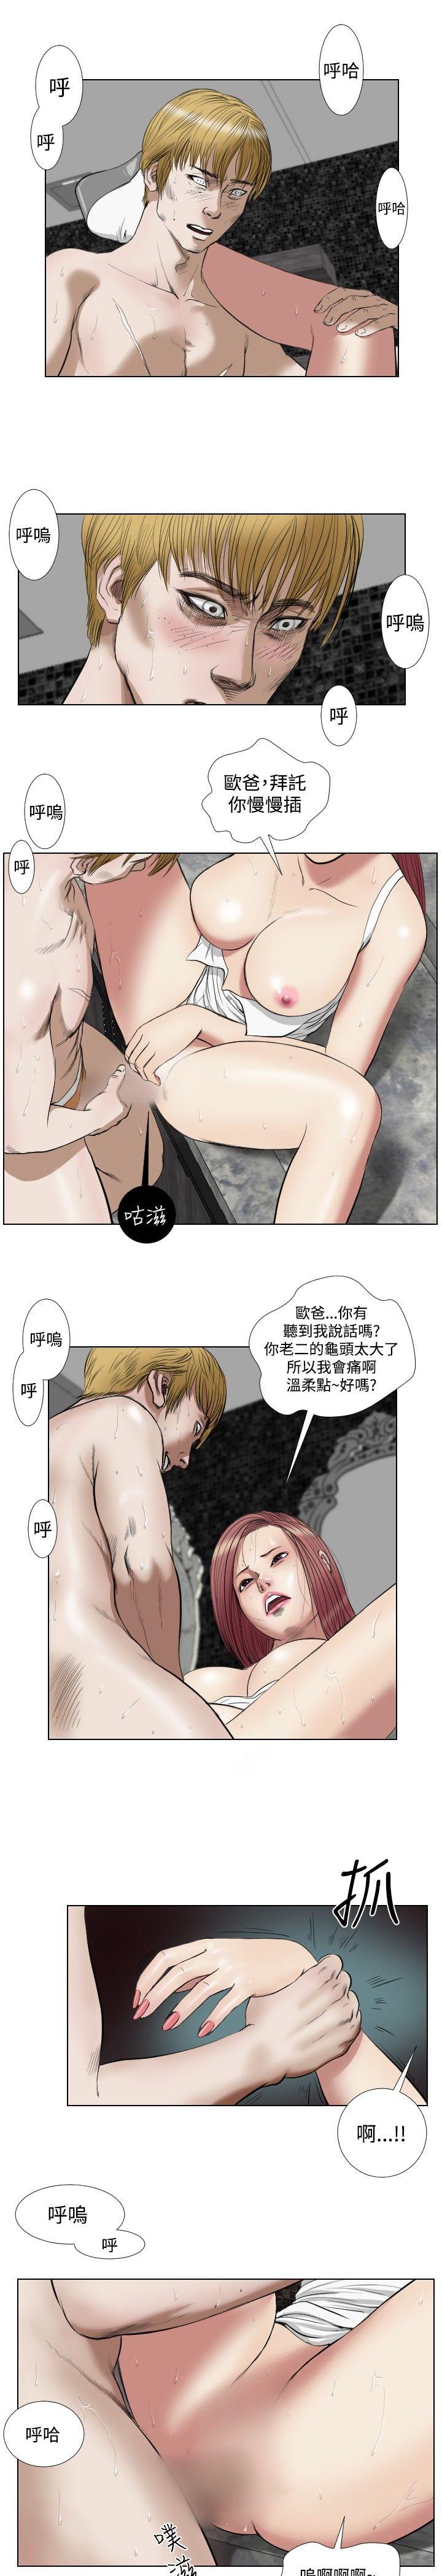 呼哈
呼
呼
呼哈
呼嗚
呼嗚
呼
歐爸，拜託
你慢慢插
呼嗚
呼
咕滋
歐爸...你有
聽到我說話嗎?
你老二的龜頭太大了
所以我會痛啊
溫柔點~好嗎?
呼嗚
呼
呼
抓
啊...!!
呼嗚
呼
呼哈
噗
滋
嗚啊啊啊~